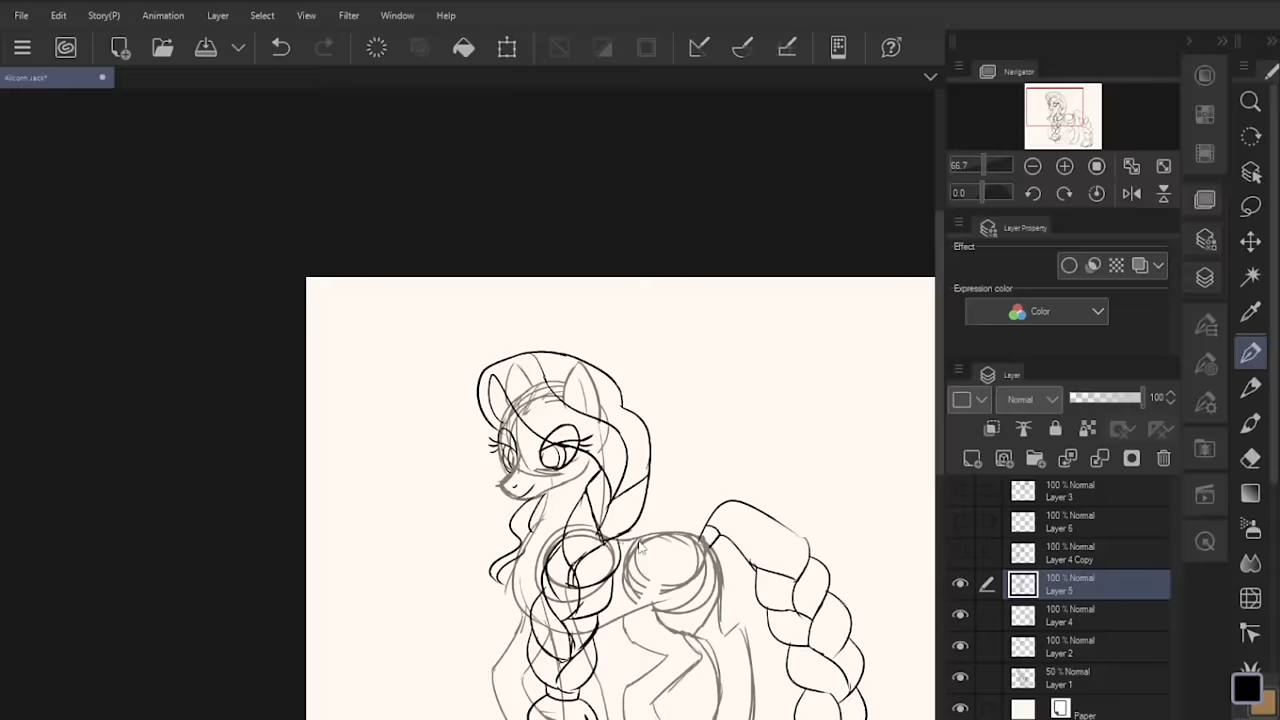 File Edit Story(P) Animation Layer Select View Filter Window Help
Alicorn Jack*
Navigator
66.7
0.0
Layer Property
Effect
Expression color
Color
Layer
Normal 100
100 % Normal
Layer 3
100 % Normal
Layer 6
100 % Normal
Layer 4 Copy
100 % Normal
Layer 5
100 % Normal
Layer 4
100 % Normal
Layer 2
50 % Normal
Layer 1
Paper